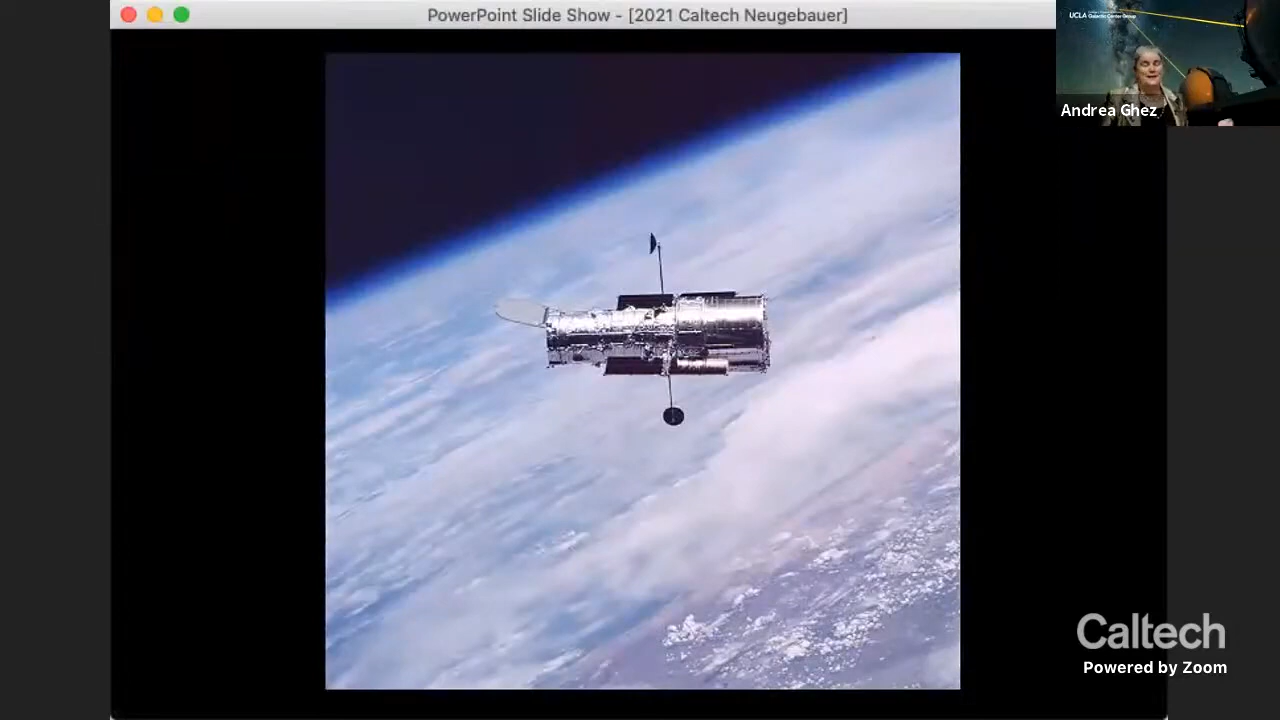 PowerPoint Slide Show - [2021 Caltech Neugebauer]
UCLA
Galactic Center Group
Andrea Ghez
Caltech
Powered by Zoom